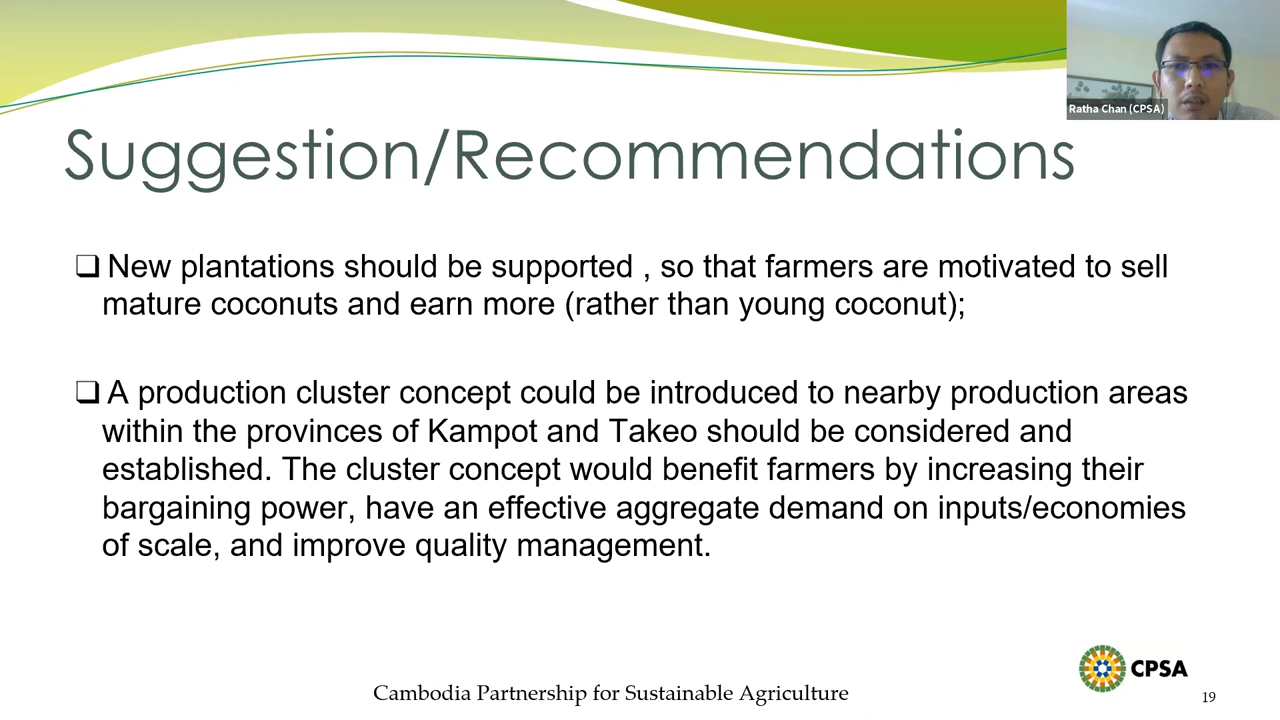 Ratha Chan (CPSA)
Suggestion/Recommendations
❑ New plantations should be supported , so that farmers are motivated to sell
mature coconuts and earn more (rather than young coconut);
❑ A production cluster concept could be introduced to nearby production areas
within the provinces of Kampot and Takeo should be considered and
established. The cluster concept would benefit farmers by increasing their
bargaining power, have an effective aggregate demand on inputs/economies
of scale, and improve quality management.
CPSA
Cambodia Partnership for Sustainable Agriculture
19